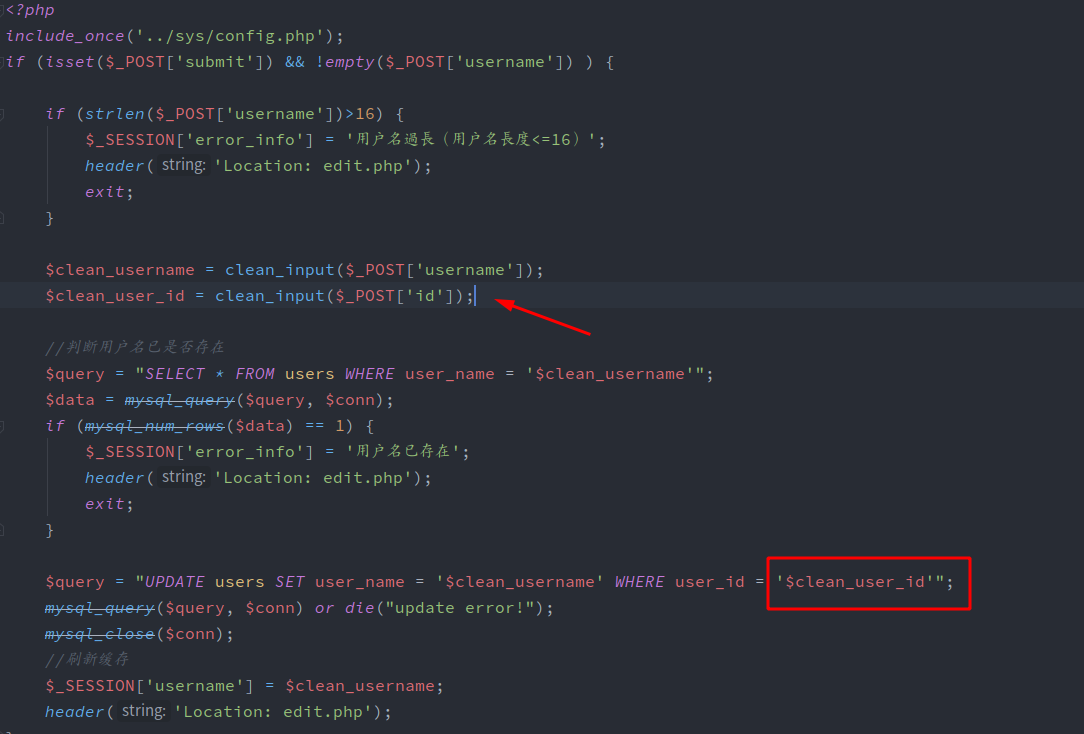 <?php
include_once('../sys/config.php');
if (isset($_POST['submit']) && !empty($_POST['username']) ) {
if (strlen($_POST['username'])>16) {
$_SESSION['error_info'] = '用户名過長（用户名長度<=16）';
header( string: 'Location: edit.php');
exit;
}
$clean_username = clean_input($_POST['username']);
$clean_user_id = clean_input($_POST['id']);
//判断用户名已是否存在
$query = "SELECT * FROM users WHERE user_name = '$clean_username'";
$data = mysql_query($query, $conn);
if (mysql_num_rows($data) == 1) {
$_SESSION['error_info'] = '用户名已存在';
header( string: 'Location: edit.php');
exit;
}
$query = "UPDATE users SET user_name = '$clean_username' WHERE user_id = '$clean_user_id'";
mysql_query($query, $conn) or die("update error!");
mysql_close($conn);
//刷新缓存
$_SESSION['username'] = $clean_username;
header( string: 'Location: edit.php');